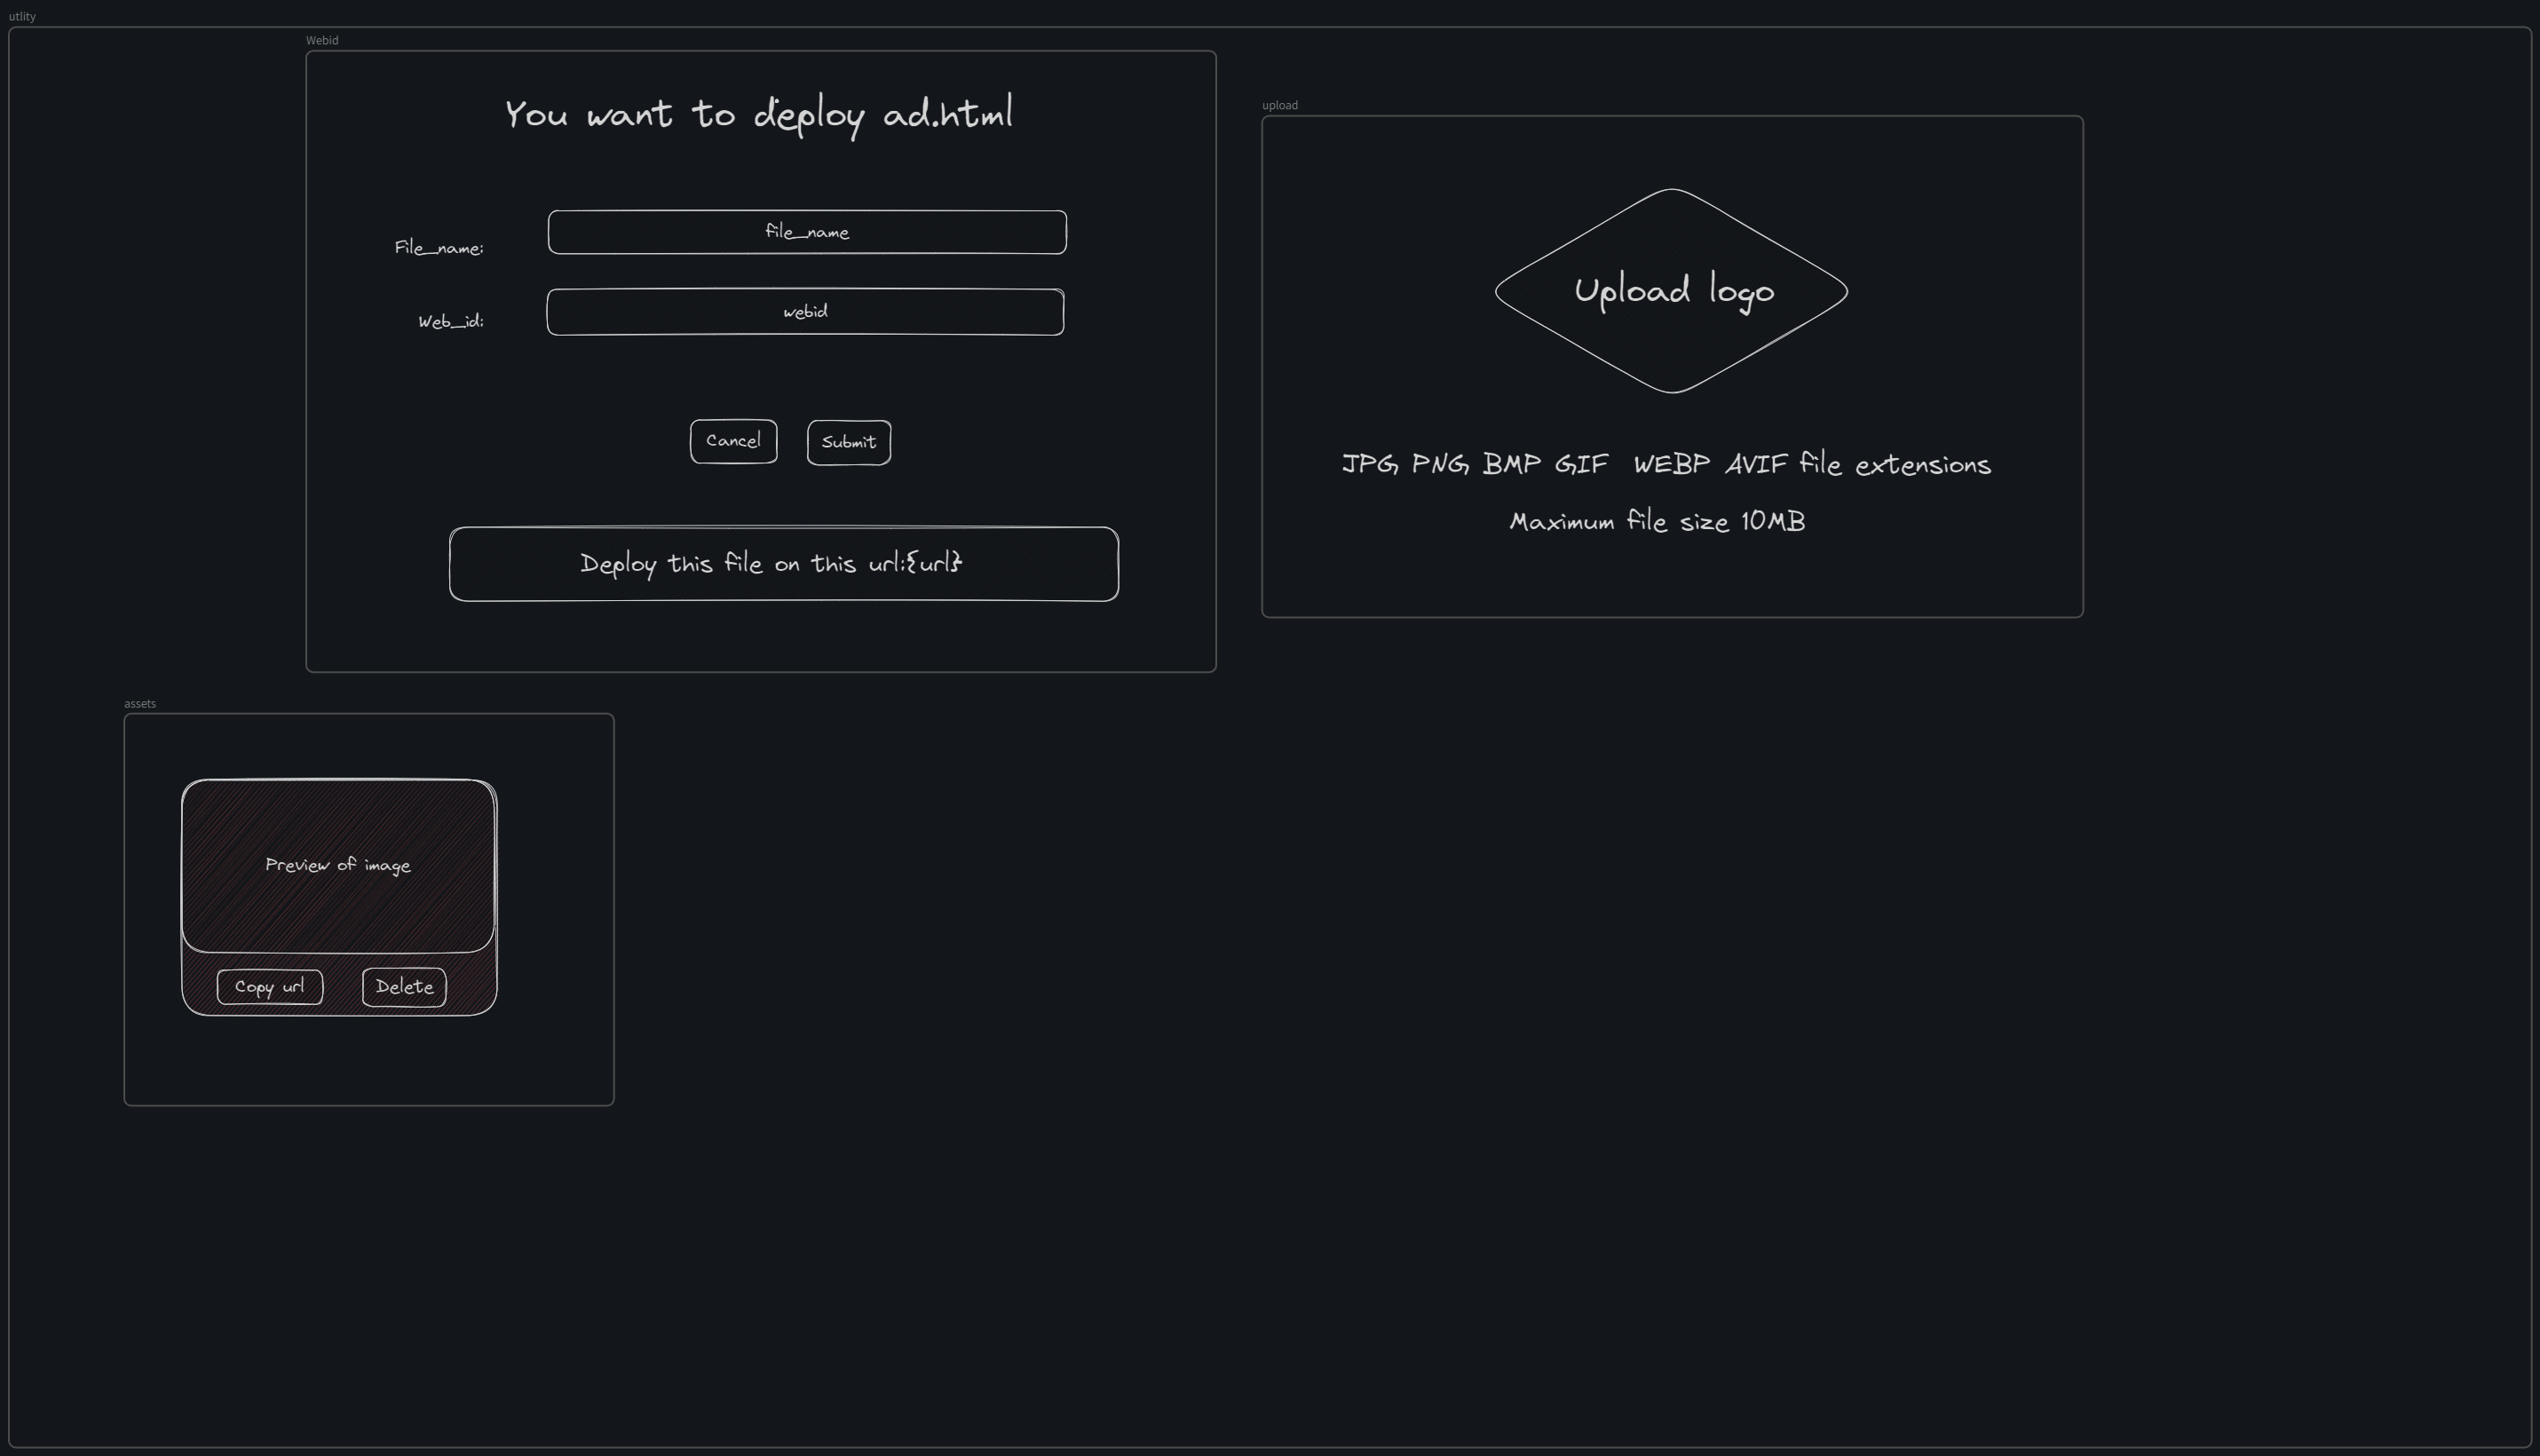 utlity
Webid
You want to deploy ad.html
File_name:
file_name
Web_id:
webid
Cancel
Submit
Deploy this file on this url:{url}
upload
Upload logo
JPG PNG BMP GIF WEBP AVIF file extensions
Maximum file size 10MB
assets
Preview of image
Copy url
Delete